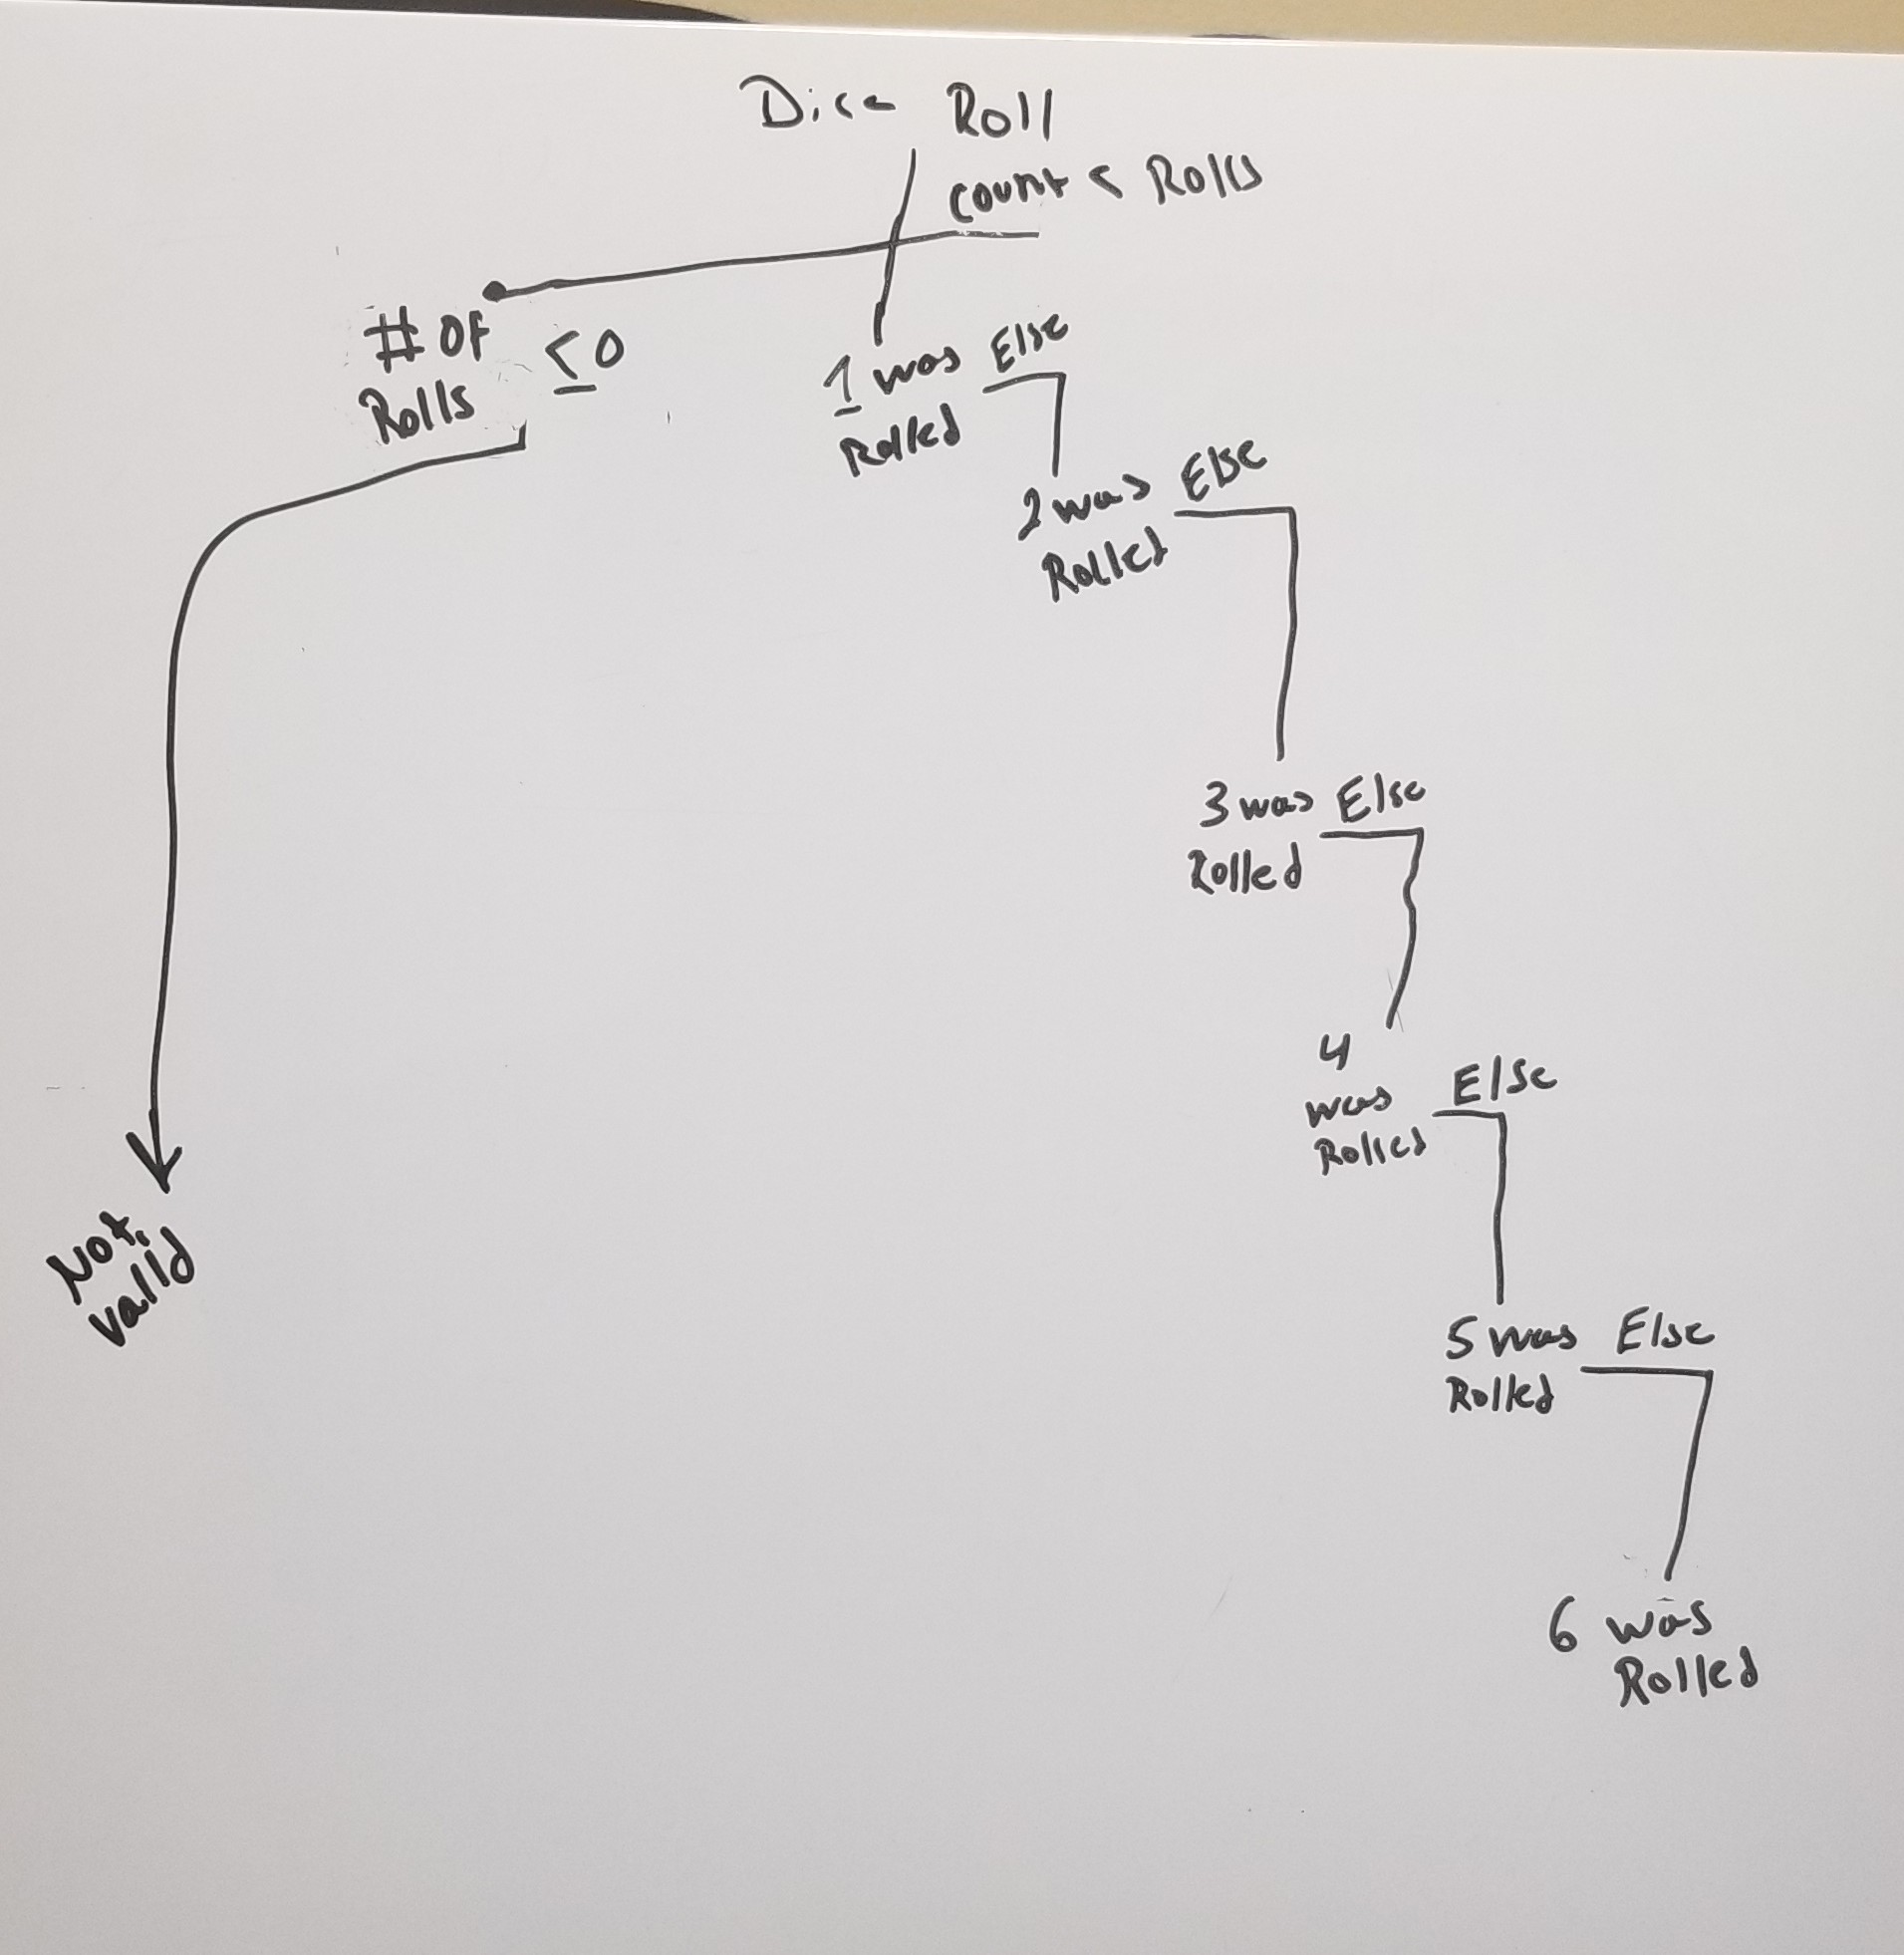 Dice Roll
count < Rolls
# of
Rolls
≤ 0
1 was Else
Rolled
2 was Else
Rolled
3 was Else
Rolled
4
was Else
Rolled
5 was Else
Rolled
6 was
Rolled
Not
valid